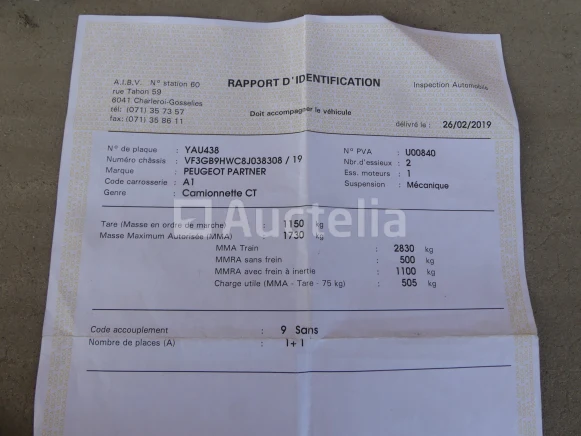 A.I.B.V. N° station 60
rue Tabon 59
6041 Charleroi-Gosselies
tél: (071) 35 73 57
fax: (071) 35 86 11
RAPPORT D'IDENTIFICATION
Inspection Automobile
Doit accompagner le véhicule
délivré le : 26/02/2019
N° de plaque : YAU438
Numéro châssis : VF3GB9HWC8J038308 / 19
Marque : PEUGEOT PARTNER
Code carrosserie : A1
Genre : Camionnette CT
N° PVA : U00840
Nbr.d'essieux : 2
Ess. moteurs : 1
Suspension : Mécanique
Auctelia
Tare (Masse en ordre de marche) : 1150 kg
Masse Maximum Autorisée (MMA) : 1730 kg
MMA Train : 2830 kg
MMRA sans frein : 500 kg
MMRA avec frein à inertie : 1100 kg
Charge utile (MMA - Tare - 75 kg) : 505 kg
Code accouplement : 9 Sans
Nombre de places (A) : 1+1